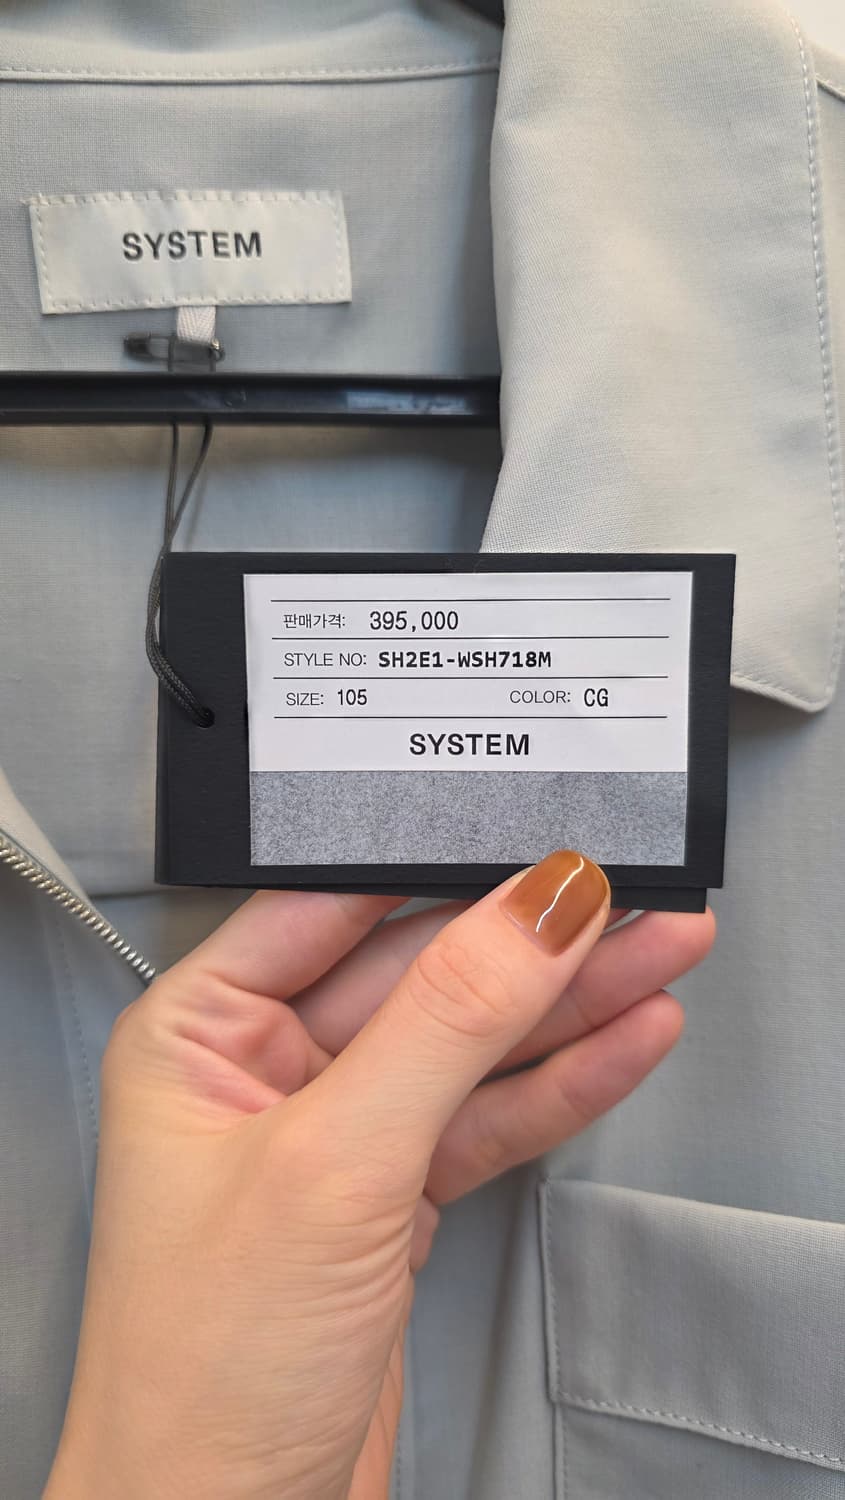 SYSTEM
판매가격: 395,000
STYLE NO: SH2E1-WSH718M
SIZE: 105 COLOR: CG
SYSTEM